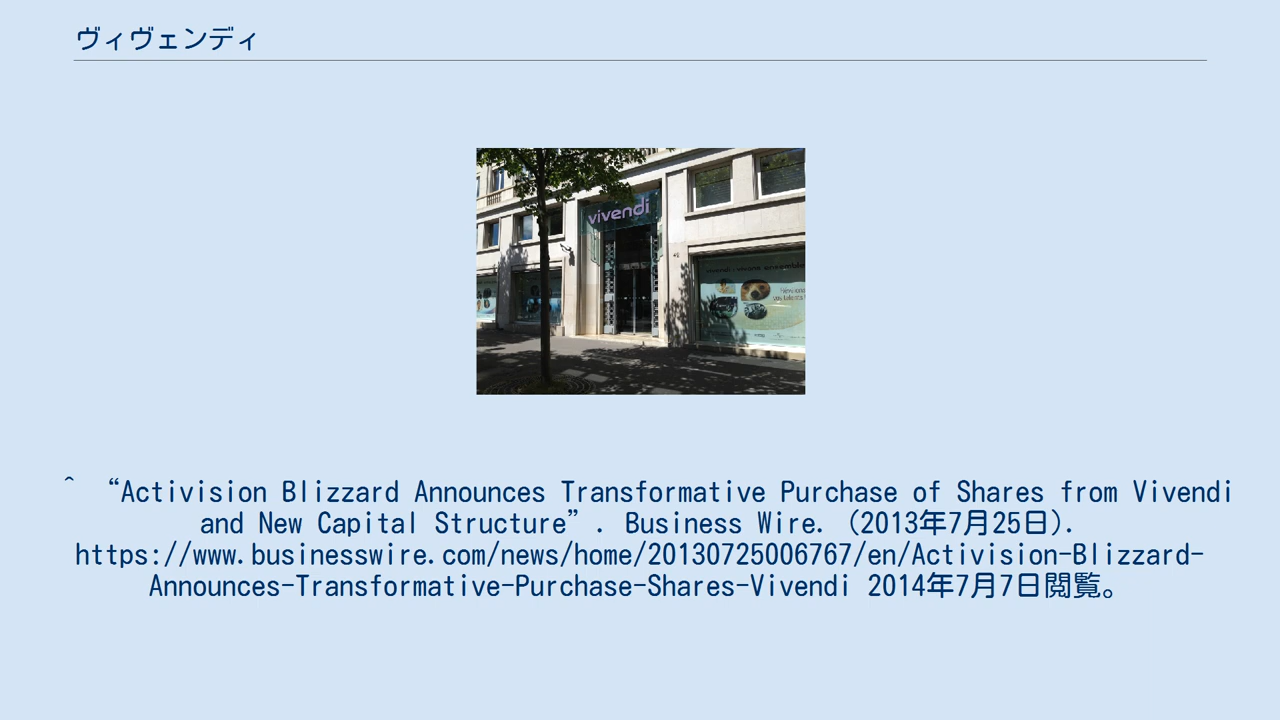 ヴィヴェンディ
vivendi
^ “Activision Blizzard Announces Transformative Purchase of Shares from Vivendi
and New Capital Structure”. Business Wire. (2013年7月25日).
https://www.businesswire.com/news/home/20130725006767/en/Activision-Blizzard-
Announces-Transformative-Purchase-Shares-Vivendi 2014年7月7日閲覧。